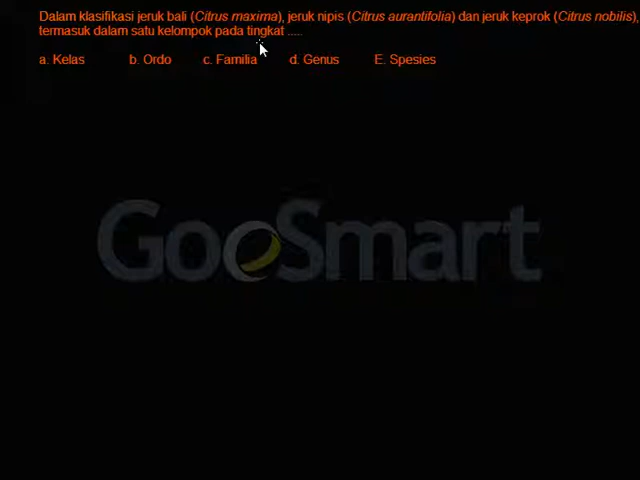 Dalam klasifikasi jeruk bali (Citrus maxima), jeruk nipis (Citrus aurantifolia) dan jeruk keprok (Citrus nobilis),
termasuk dalam satu kelompok pada tingkat .....
a. Kelas b. Ordo c. Familia d. Genus E. Spesies
GooSmart